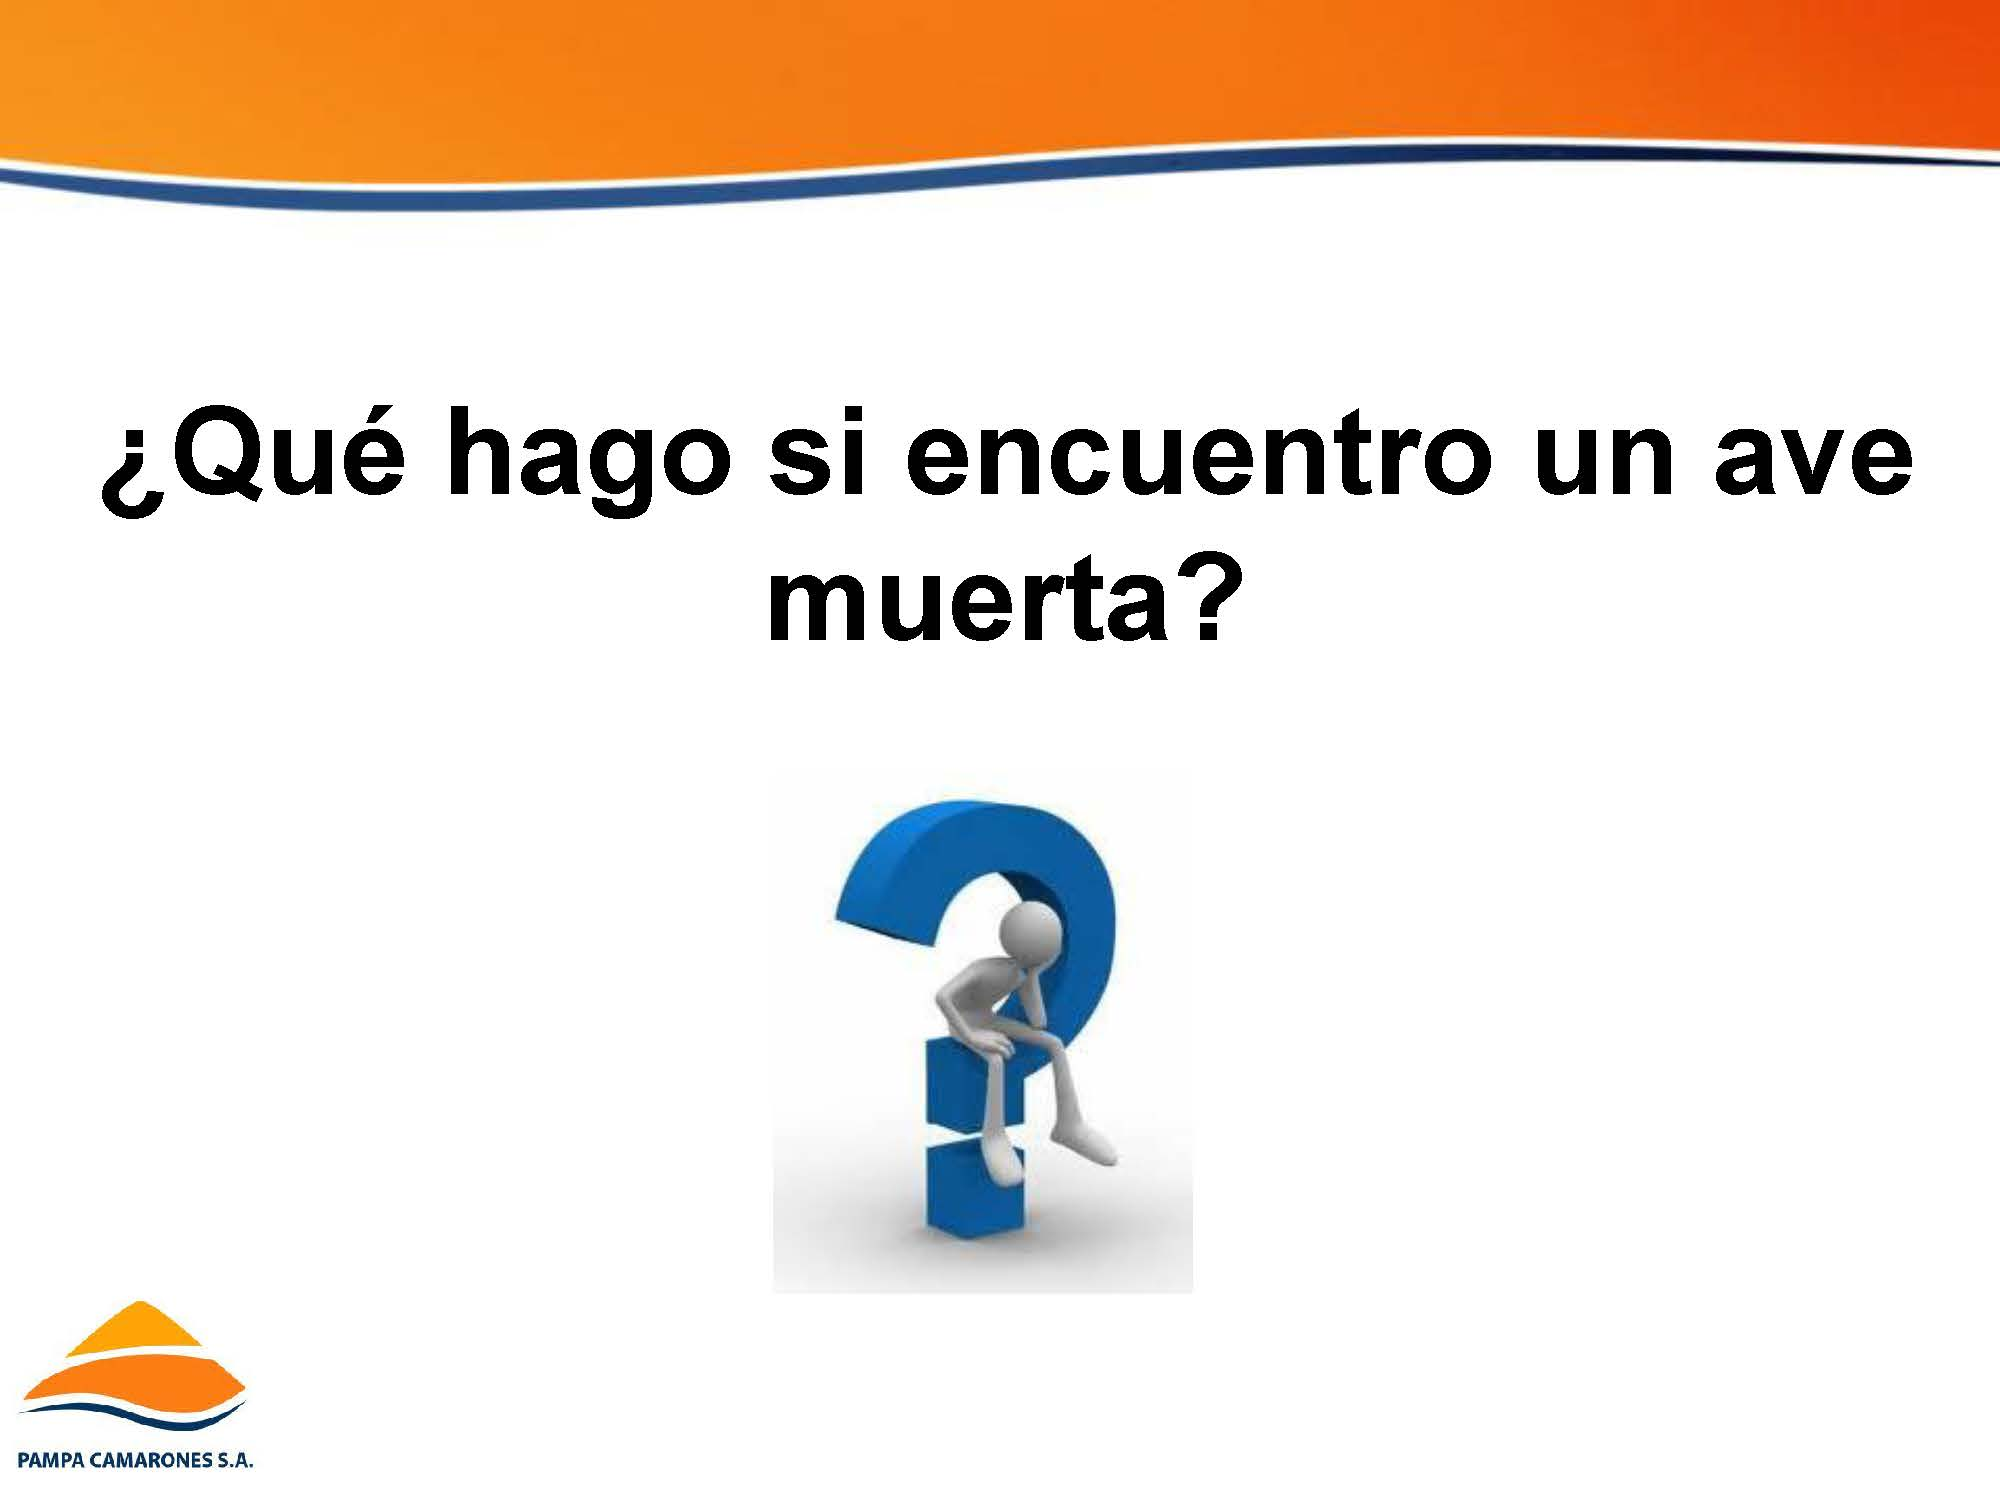 ¿Qué hago si encuentro un ave
muerta?
PAMPA CAMARONES S.A.